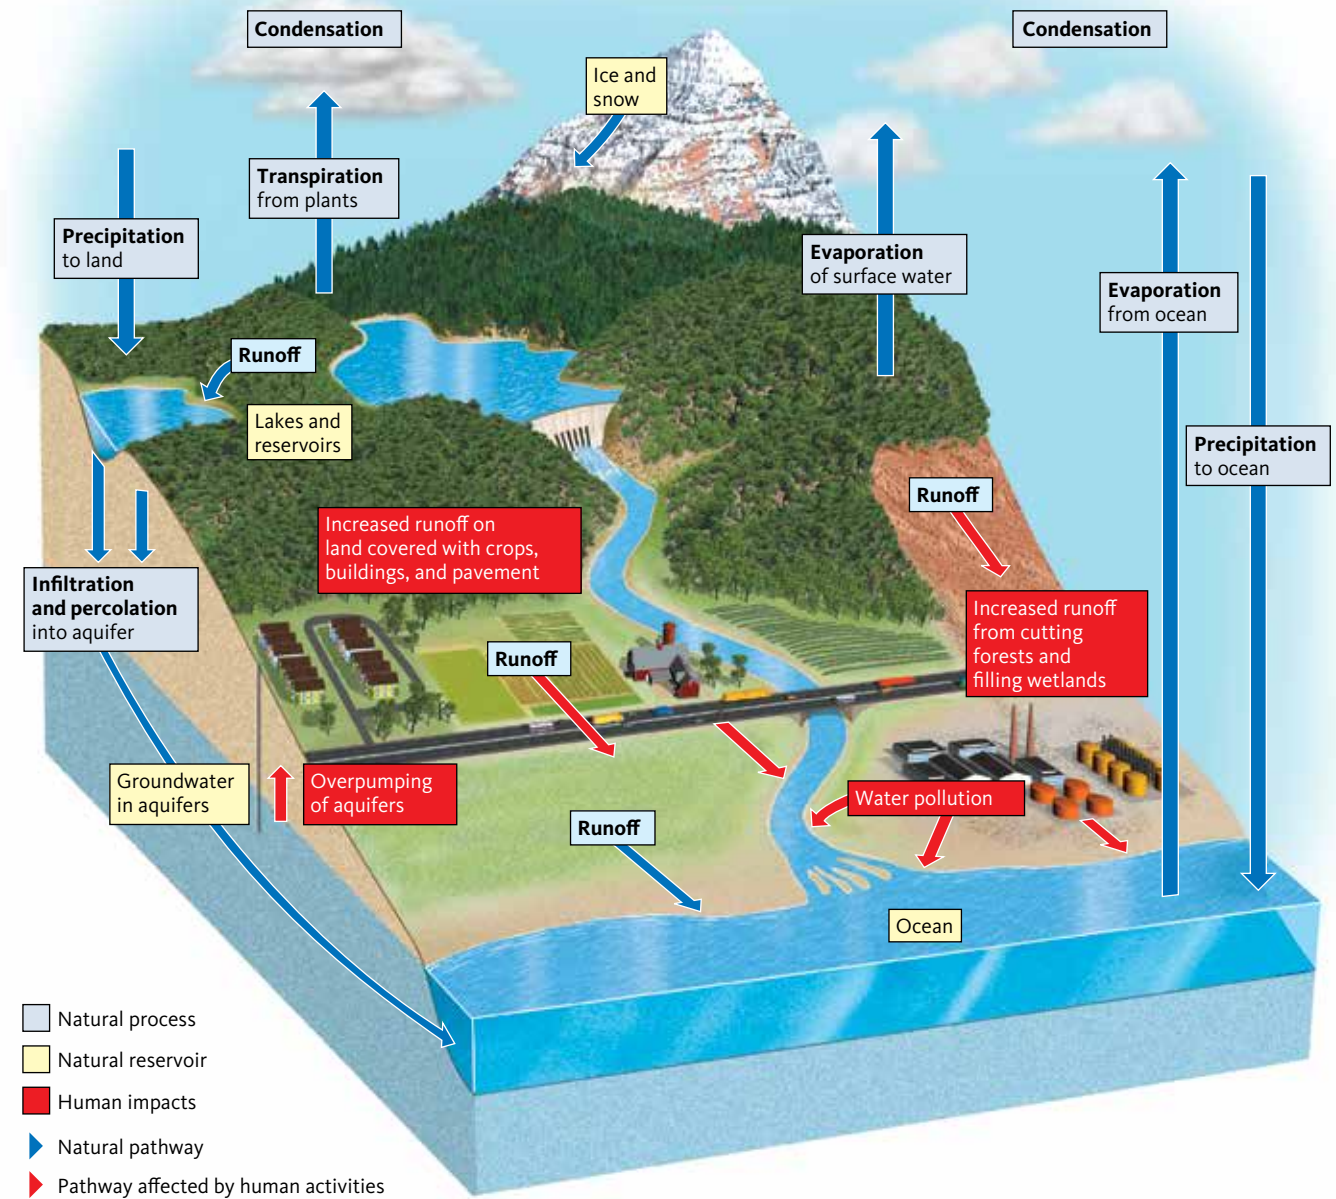 Condensation
Condensation
Ice and
snow
Transpiration
from plants
Precipitation
to land
Evaporation
of surface water
Evaporation
from ocean
Runoff
Lakes and
reservoirs
Precipitation
to ocean
Runoff
Increased runoff on
land covered with crops,
buildings, and pavement
Infiltration
and percolation
into aquifer
Increased runoff
from cutting
forests and
filling wetlands
Runoff
Groundwater
in aquifers
Overpumping
of aquifers
Water pollution
Runoff
Ocean
Natural process
Natural reservoir
Human impacts
Natural pathway
Pathway affected by human activities